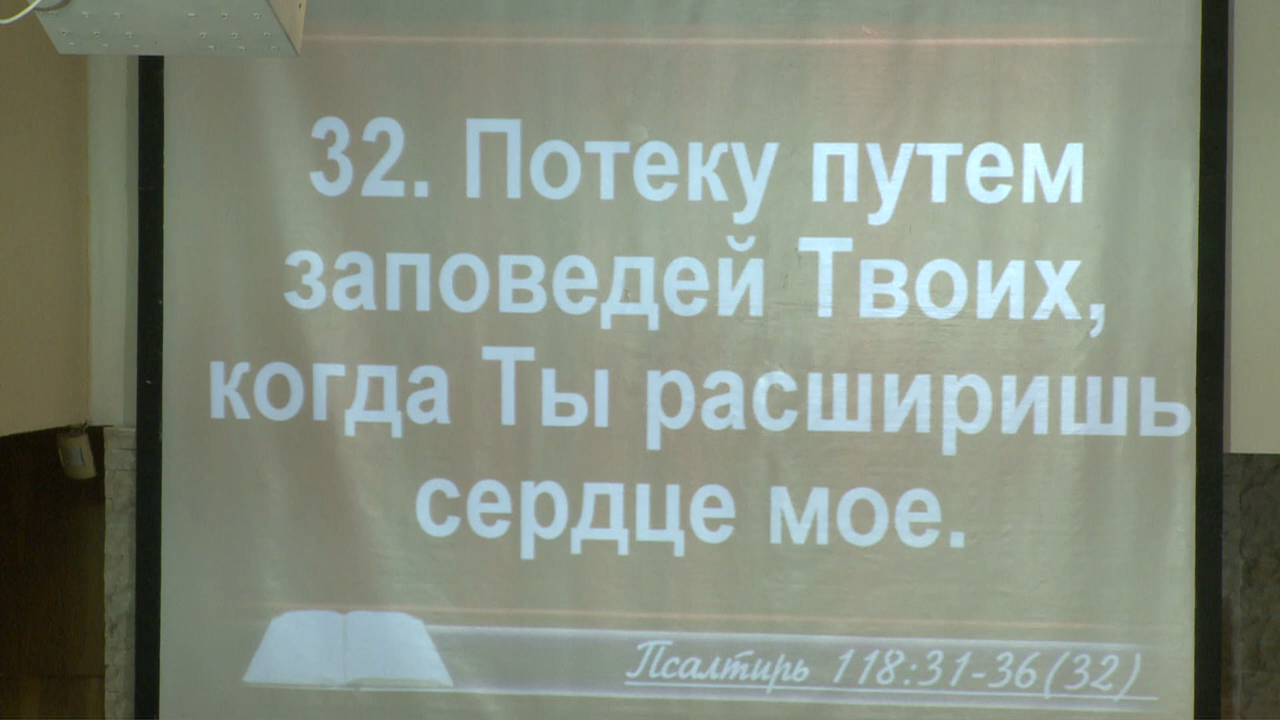 32. Потеку путем
заповедей Твоих,
когда Ты расширишь
сердце мое.
Псалтирь 118:31-36(32)